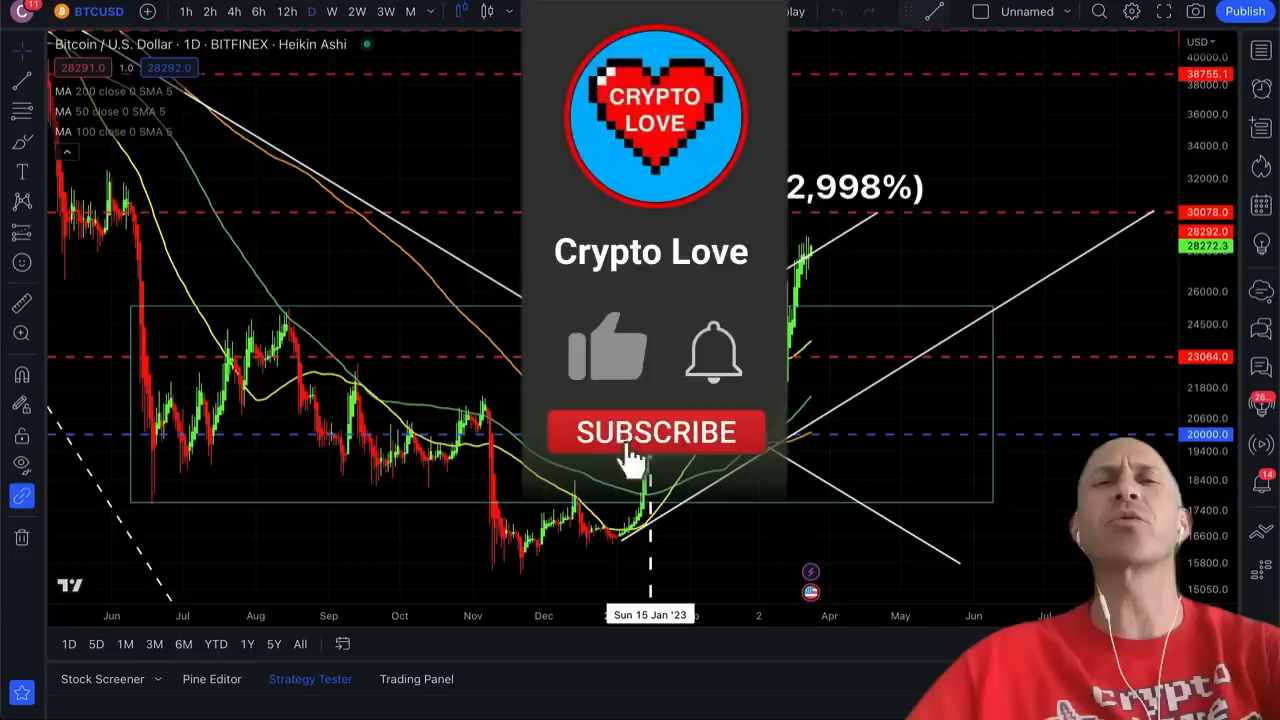 C
11
BTCUSD
1h 2h 4h 6h 12h D W 2W 3W M
Unnamed
Publish
Bitcoin / U.S. Dollar · 1D · BITFINEX · Heikin Ashi
28291.0 1.0 28292.0
MA 200 close 0 SMA 5
MA 50 close 0 SMA 5
MA 100 close 0 SMA 5
CRYPTO
LOVE
Crypto Love
SUBSCRIBE
2,998%)
USD
40000.0
38755.1
38000.0
36000.0
34000.0
32000.0
30078.0
28292.0
28272.3
26000.0
24500.0
23064.0
21800.0
20600.0
20000.0
19400.0
18400.0
17400.0
16600.0
15800.0
15050.0
26...
14
Jun Jul Aug Sep Oct Nov Dec Sun 15 Jan '23 2 Apr May Jun Jul
1D 5D 1M 3M 6M YTD 1Y 5Y All
Stock Screener Pine Editor Strategy Tester Trading Panel
Crypto